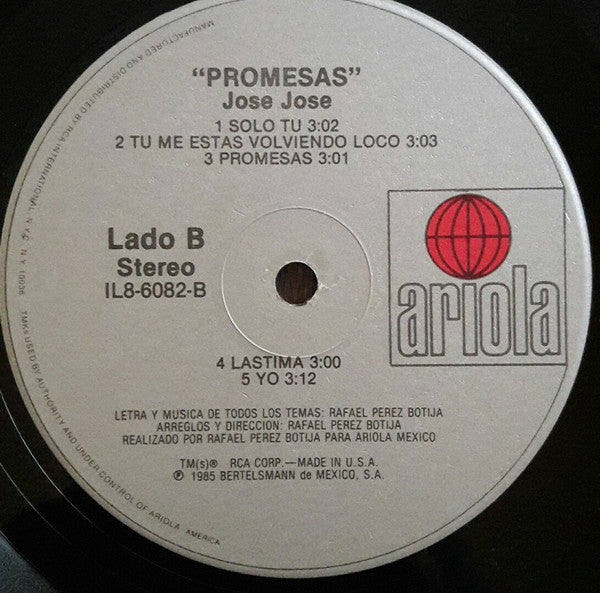 "PROMESAS"
Jose Jose
1 SOLO TU 3:02
2 TU ME ESTAS VOLVIENDO LOCO 3:03
3 PROMESAS 3:01
Lado B
Stereo
IL8-6082-B
ariola
4 LASTIMA 3:00
5 YO 3:12
LETRA Y MUSICA DE TODOS LOS TEMAS: RAFAEL PEREZ BOTIJA
ARREGLOS Y DIRECCION: RAFAEL PEREZ BOTIJA
REALIZADO POR RAFAEL PEREZ BOTIJA PARA ARIOLA MEXICO
TM(s)® RCA CORP.—MADE IN U.S.A.
℗ 1985 BERTELSMANN de MEXICO, S.A.
MANUFACTURED AND DISTRIBUTED BY RCA INTERNATIONAL, N.Y.C., N.Y. 10036 TMKs USED BY AUTHORITY AND UNDER CONTROL OF ARIOLA AMERICA